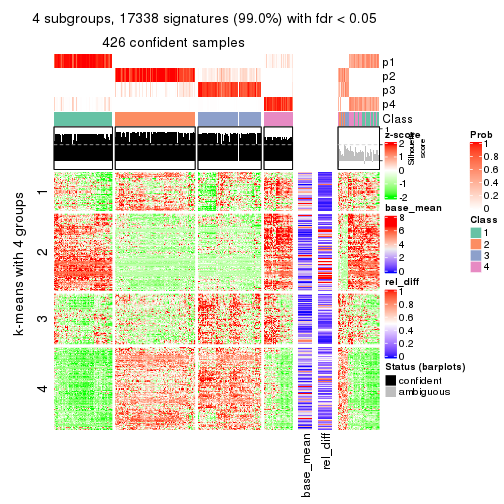 4 subgroups, 17338 signatures (99.0%) with fdr < 0.05
426 confident samples
p1
p2
p3
p4
Class
1
Silhouette
score
z-score
2
1
0
-1
-2
base_mean
8
6
4
2
0
rel_diff
1
0.8
0.6
0.4
0.2
0
Status (barplots)
confident
ambiguous
Prob
1
0.8
0.6
0.4
0.2
0
Class
1
2
3
4
k-means with 4 groups
1
2
3
4
base_mean
rel_diff